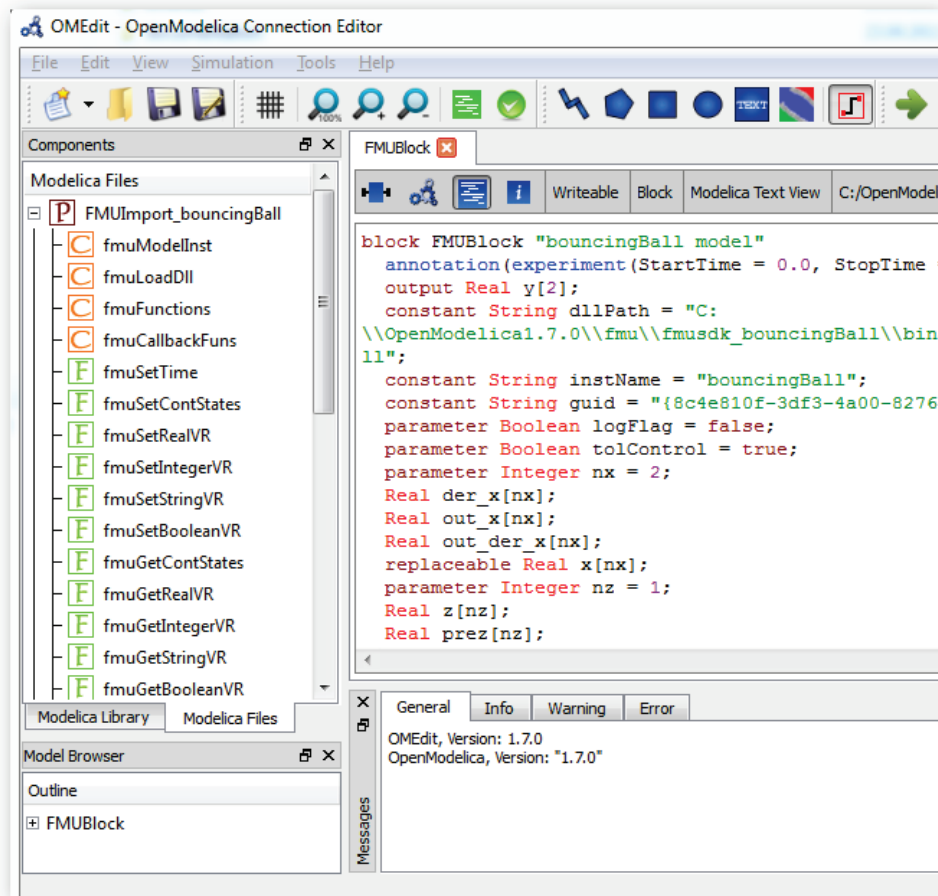 OMEdit - OpenModelica Connection Editor
File Edit View Simulation Tools Help
100%
TEXT
Components
Modelica Files
P FMUImport_bouncingBall
C fmuModelInst
C fmuLoadDll
C fmuFunctions
C fmuCallbackFuns
F fmuSetTime
F fmuSetContStates
F fmuSetRealVR
F fmuSetIntegerVR
F fmuSetStringVR
F fmuSetBooleanVR
F fmuGetContStates
F fmuGetRealVR
F fmuGetIntegerVR
F fmuGetStringVR
F fmuGetBooleanVR
Modelica Library Modelica Files
Model Browser
Outline
FMUBlock
FMUBlock
i Writeable Block Modelica Text View C:/OpenModel
block FMUBlock "bouncingBall model"
annotation(experiment(StartTime = 0.0, StopTime
output Real y[2];
constant String dllPath = "C:
\\OpenModelica1.7.0\\fmu\\fmusdk_bouncingBall\\bin
ll";
constant String instName = "bouncingBall";
constant String guid = "{8c4e810f-3df3-4a00-8276
parameter Boolean logFlag = false;
parameter Boolean tolControl = true;
parameter Integer nx = 2;
Real der_x[nx];
Real out_x[nx];
Real out_der_x[nx];
replaceable Real x[nx];
parameter Integer nz = 1;
Real z[nz];
Real prez[nz];
Messages
General Info Warning Error
OMEdit, Version: 1.7.0
OpenModelica, Version: "1.7.0"